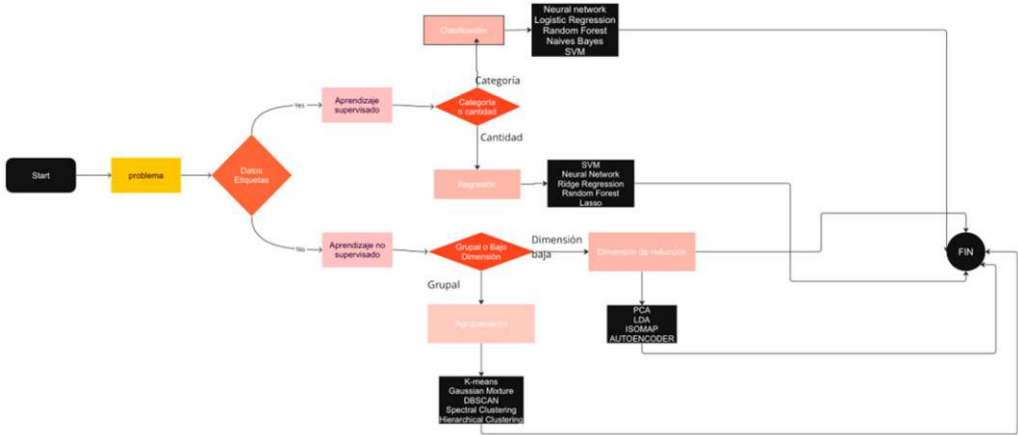 Start
problema
Datos
Etiquetas
Yes
Aprendizaje
supervisado
Categoría
o cantidad
Categoría
Clasificación
Neural network
Logistic Regression
Random Forest
Naives Bayes
SVM
Cantidad
Regresión
SVM
Neural Network
Ridge Regression
Rsndom Forest
Lasso
No
Aprendizaje no
supervisado
Grupal o Bajo
Dimensión
Dimensión
baja
Dimensión de redución
PCA
LDA
ISOMAP
AUTOENCODER
Grupal
Agrupamiento
K-means
Gaussian Mixture
DBSCAN
Spectral Clustering
Hierarchical Clustering
FIN